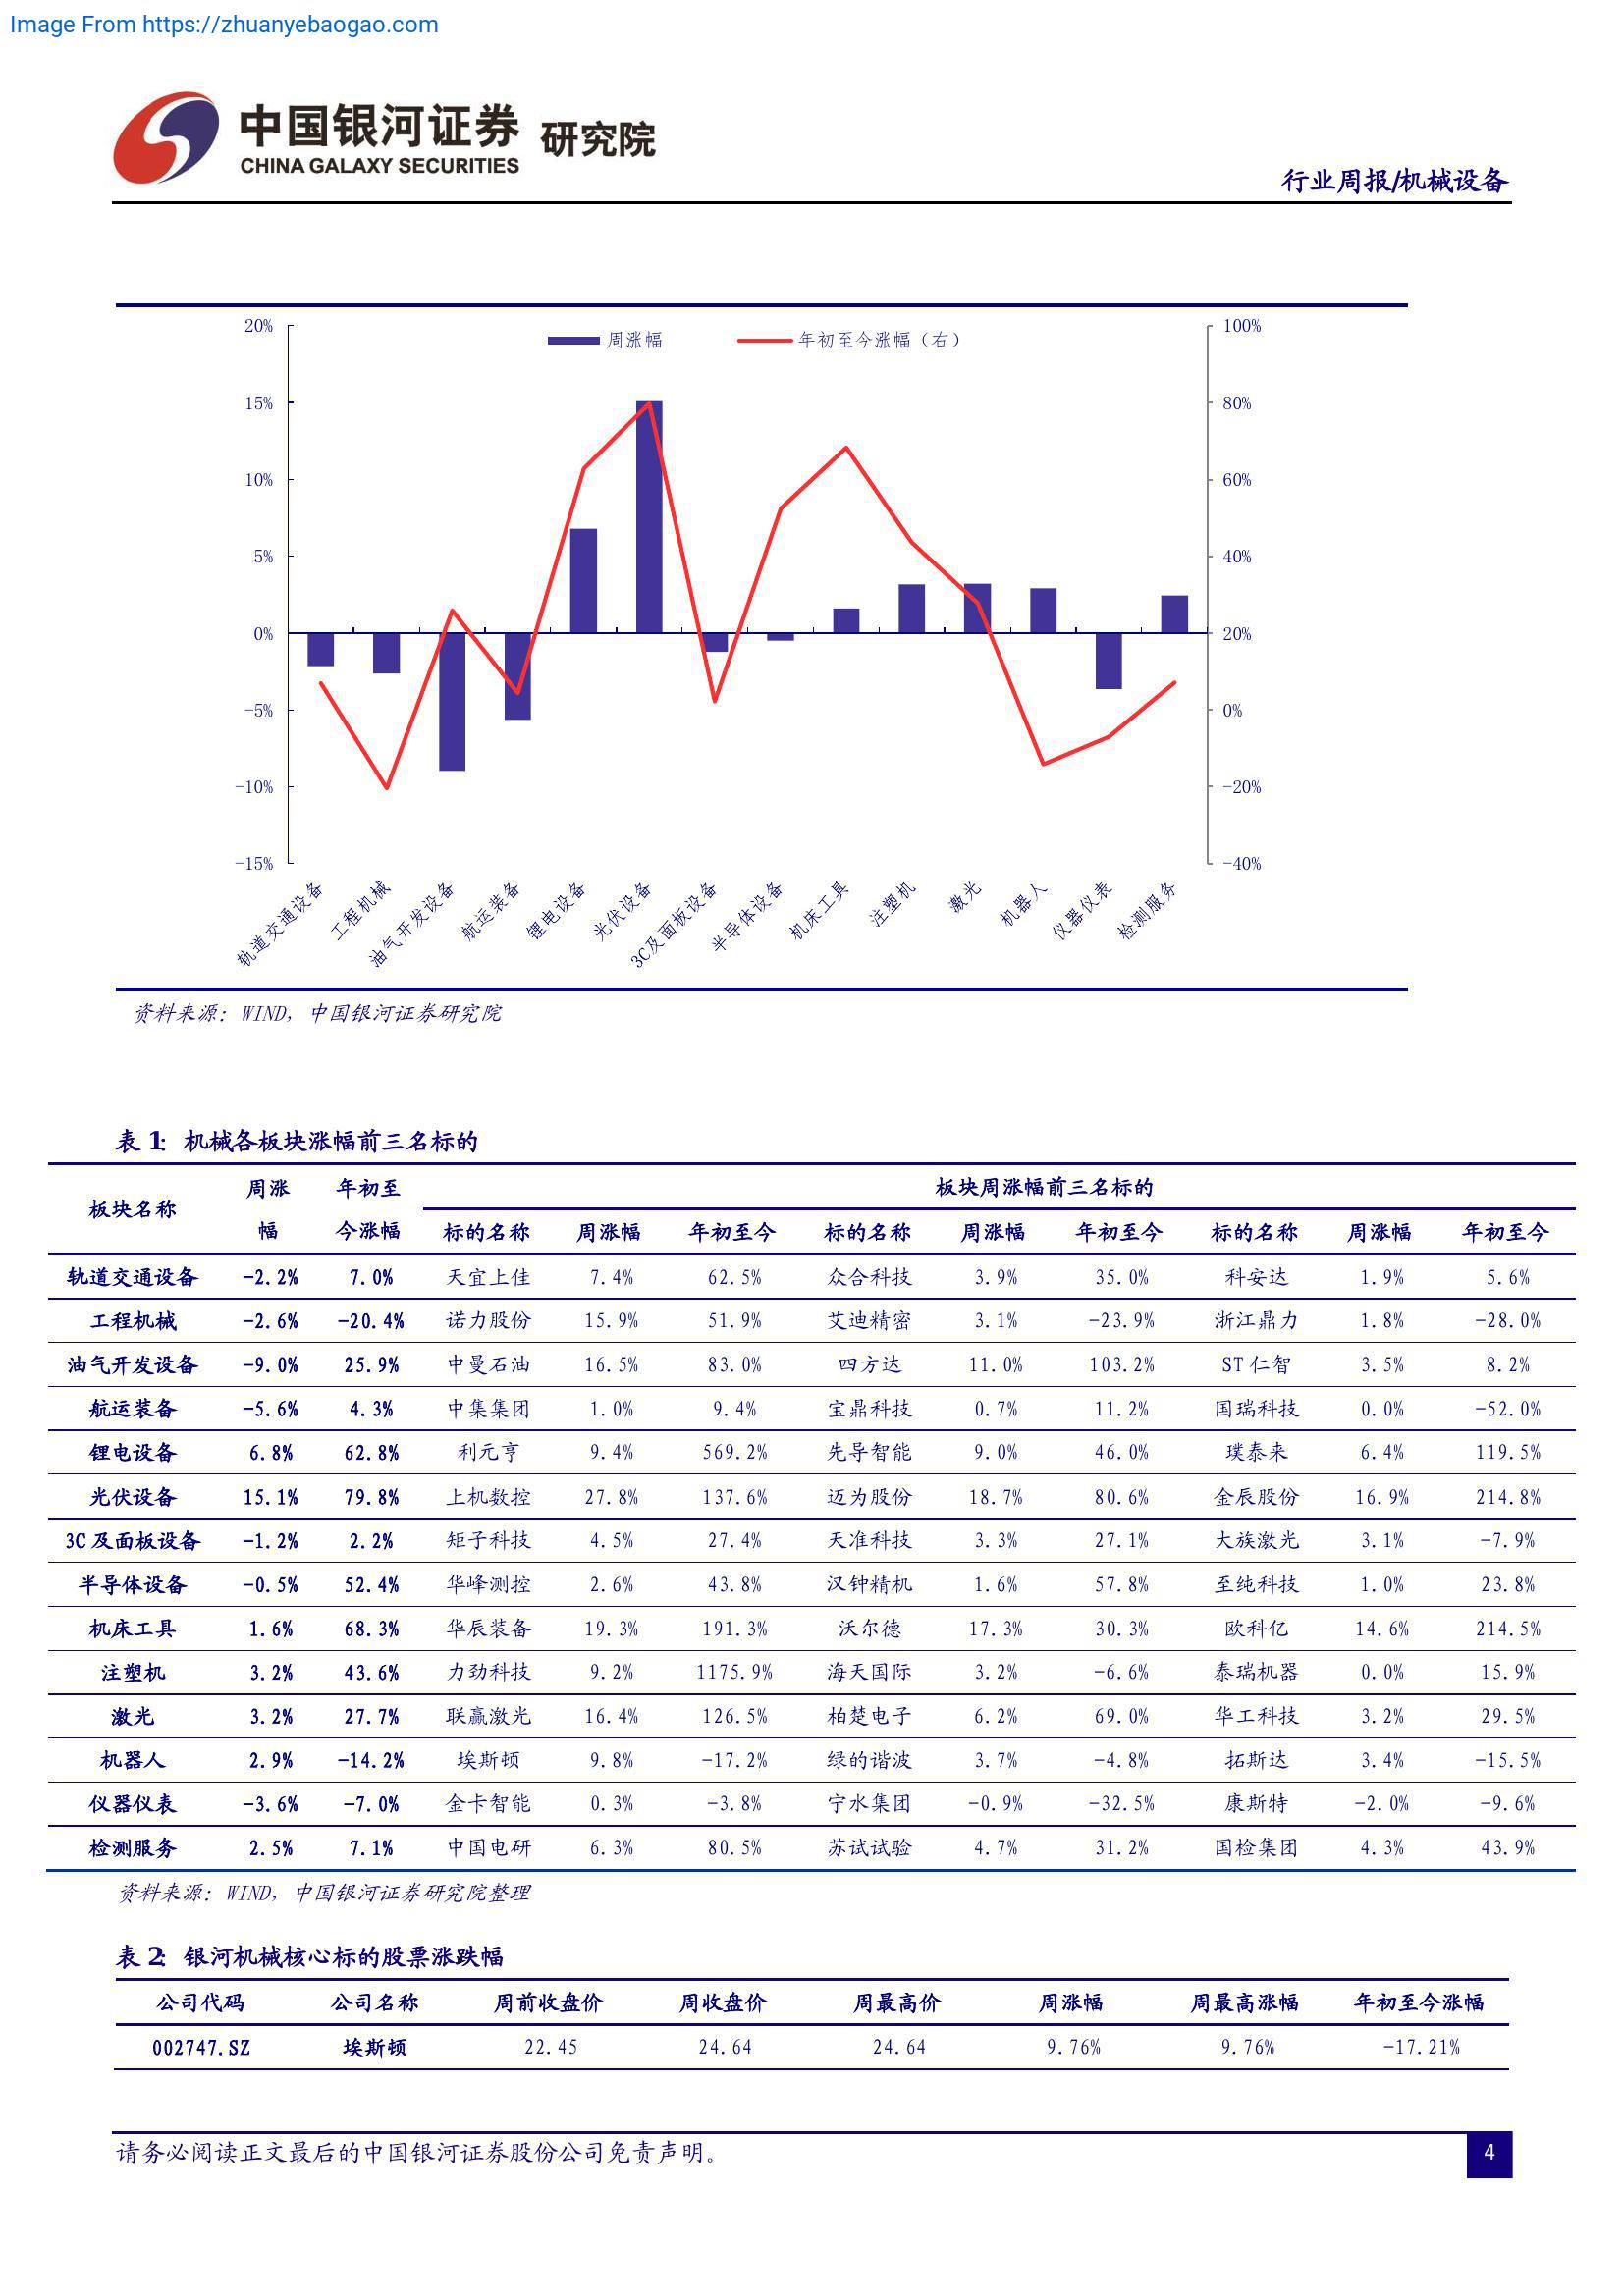 Image From https://zhuanyebaogao.com
中国银河证券 研究院
CHINA GALAXY SECURITIES
行业周报/机械设备
周涨幅 年初至今涨幅（右）
20% 100%
15% 80%
10% 60%
5% 40%
0% 20%
-5% 0%
-10% -20%
-15% -40%
轨道交通设备 工程机械 油气开发设备 航运装备 锂电设备 光伏设备 3C及面板设备 半导体设备 机床工具 注塑机 激光 机器人 仪器仪表 检测服务
资料来源：WIND，中国银河证券研究院
表 1： 机械各板块涨幅前三名标的
板块名称 周涨幅 年初至今涨幅 板块周涨幅前三名标的
标的名称 周涨幅 年初至今 标的名称 周涨幅 年初至今 标的名称 周涨幅 年初至今
轨道交通设备 -2.2% 7.0% 天宜上佳 7.4% 62.5% 众合科技 3.9% 35.0% 科安达 1.9% 5.6%
工程机械 -2.6% -20.4% 诺力股份 15.9% 51.9% 艾迪精密 3.1% -23.9% 浙江鼎力 1.8% -28.0%
油气开发设备 -9.0% 25.9% 中曼石油 16.5% 83.0% 四方达 11.0% 103.2% ST 仁智 3.5% 8.2%
航运装备 -5.6% 4.3% 中集集团 1.0% 9.4% 宝鼎科技 0.7% 11.2% 国瑞科技 0.0% -52.0%
锂电设备 6.8% 62.8% 利元亨 9.4% 569.2% 先导智能 9.0% 46.0% 璞泰来 6.4% 119.5%
光伏设备 15.1% 79.8% 上机数控 27.8% 137.6% 迈为股份 18.7% 80.6% 金辰股份 16.9% 214.8%
3C 及面板设备 -1.2% 2.2% 矩子科技 4.5% 27.4% 天准科技 3.3% 27.1% 大族激光 3.1% -7.9%
半导体设备 -0.5% 52.4% 华峰测控 2.6% 43.8% 汉钟精机 1.6% 57.8% 至纯科技 1.0% 23.8%
机床工具 1.6% 68.3% 华辰装备 19.3% 191.3% 沃尔德 17.3% 30.3% 欧科亿 14.6% 214.5%
注塑机 3.2% 43.6% 力劲科技 9.2% 1175.9% 海天国际 3.2% -6.6% 泰瑞机器 0.0% 15.9%
激光 3.2% 27.7% 联赢激光 16.4% 126.5% 柏楚电子 6.2% 69.0% 华工科技 3.2% 29.5%
机器人 2.9% -14.2% 埃斯顿 9.8% -17.2% 绿的谐波 3.7% -4.8% 拓斯达 3.4% -15.5%
仪器仪表 -3.6% -7.0% 金卡智能 0.3% -3.8% 宁水集团 -0.9% -32.5% 康斯特 -2.0% -9.6%
检测服务 2.5% 7.1% 中国电研 6.3% 80.5% 苏试试验 4.7% 31.2% 国检集团 4.3% 43.9%
资料来源：WIND，中国银河证券研究院整理
表 2： 银河机械核心标的股票涨跌幅
公司代码 公司名称 周前收盘价 周收盘价 周最高价 周涨幅 周最高涨幅 年初至今涨幅
002747.SZ 埃斯顿 22.45 24.64 24.64 9.76% 9.76% -17.21%
请务必阅读正文最后的中国银河证券股份公司免责声明。
4